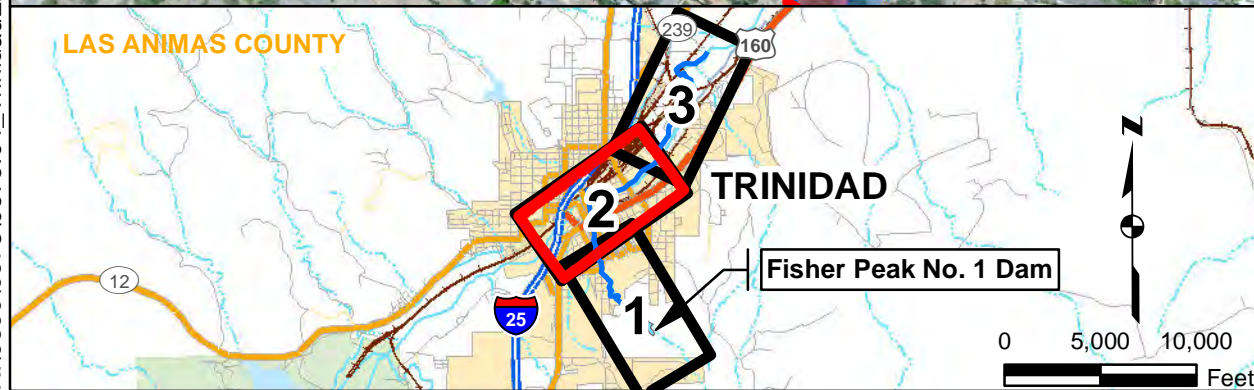 LAS ANIMAS COUNTY
239
160
3
TRINIDAD
2
Fisher Peak No. 1 Dam
12
25
1
N
0 5,000 10,000
Feet